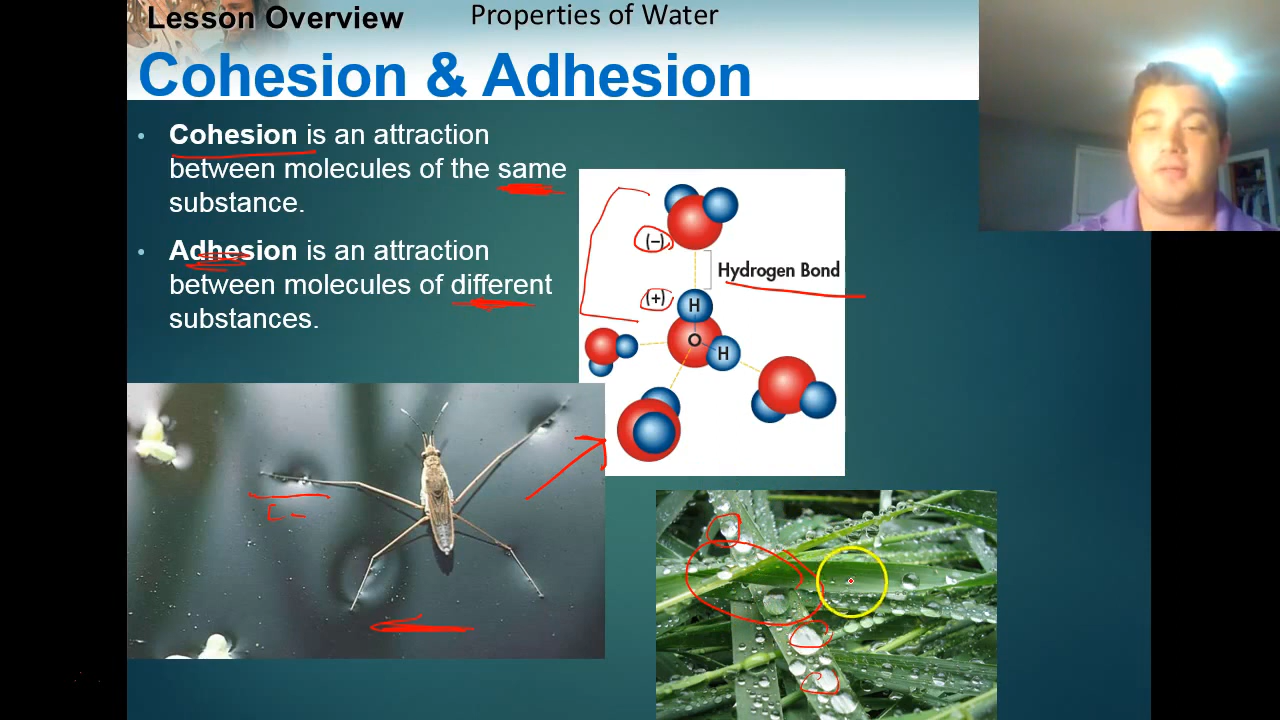 Lesson Overview
Properties of Water
Cohesion & Adhesion
• Cohesion is an attraction
between molecules of the same
substance.
• Adhesion is an attraction
between molecules of different
substances.
(–)
Hydrogen Bond
(+)
H
O
H